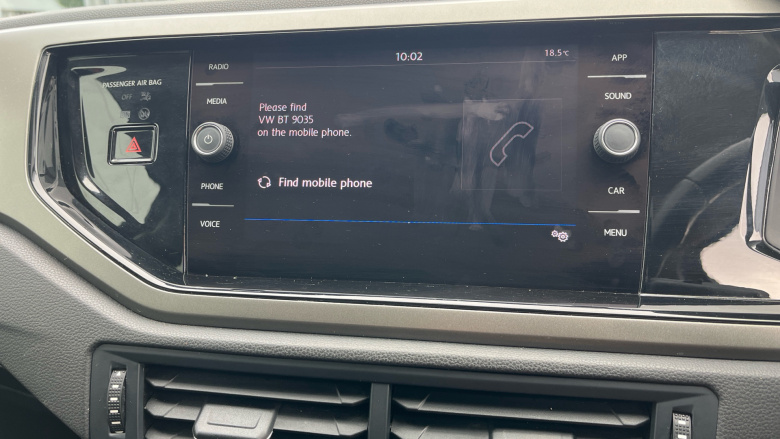 PASSENGER AIR BAG
OFF
RADIO
MEDIA
PHONE
VOICE
10:02
18.5°C
Please find
VW BT 9035
on the mobile phone.
Find mobile phone
APP
SOUND
CAR
MENU